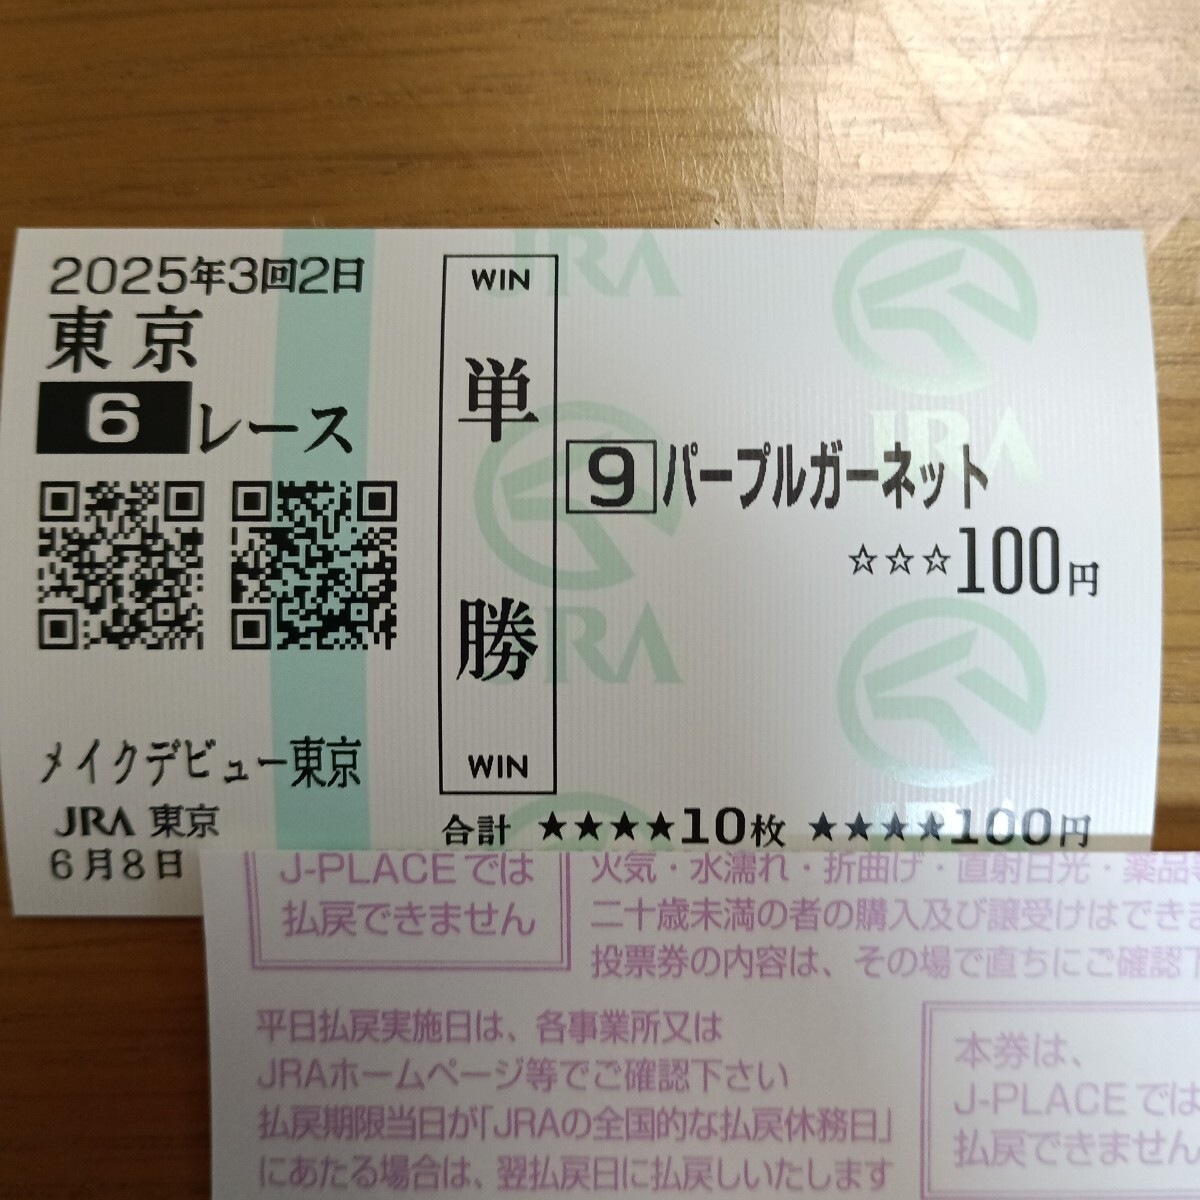 2025年3回2日
東京
6レース
メイクデビュー東京
JRA 東京
6月8日
WIN
単勝
WIN
9 パープルガーネット
☆☆☆100円
合計 ★★★★10枚 ★★★★100円
JRA
JRA
JRA
J-PLACEでは
払戻できません
火気・水濡れ・折曲げ・直射日光・薬品
二十歳未満の者の購入及び譲受けはでき
投票券の内容は、その場で直ちにご確認
平日払戻実施日は、各事業所又は
JRAホームページ等でご確認下さい
払戻期限当日が「JRAの全国的な払戻休務日」
にあたる場合は、翌払戻日に払戻しいたします
本券は、
J-PLACEでは
払戻できません